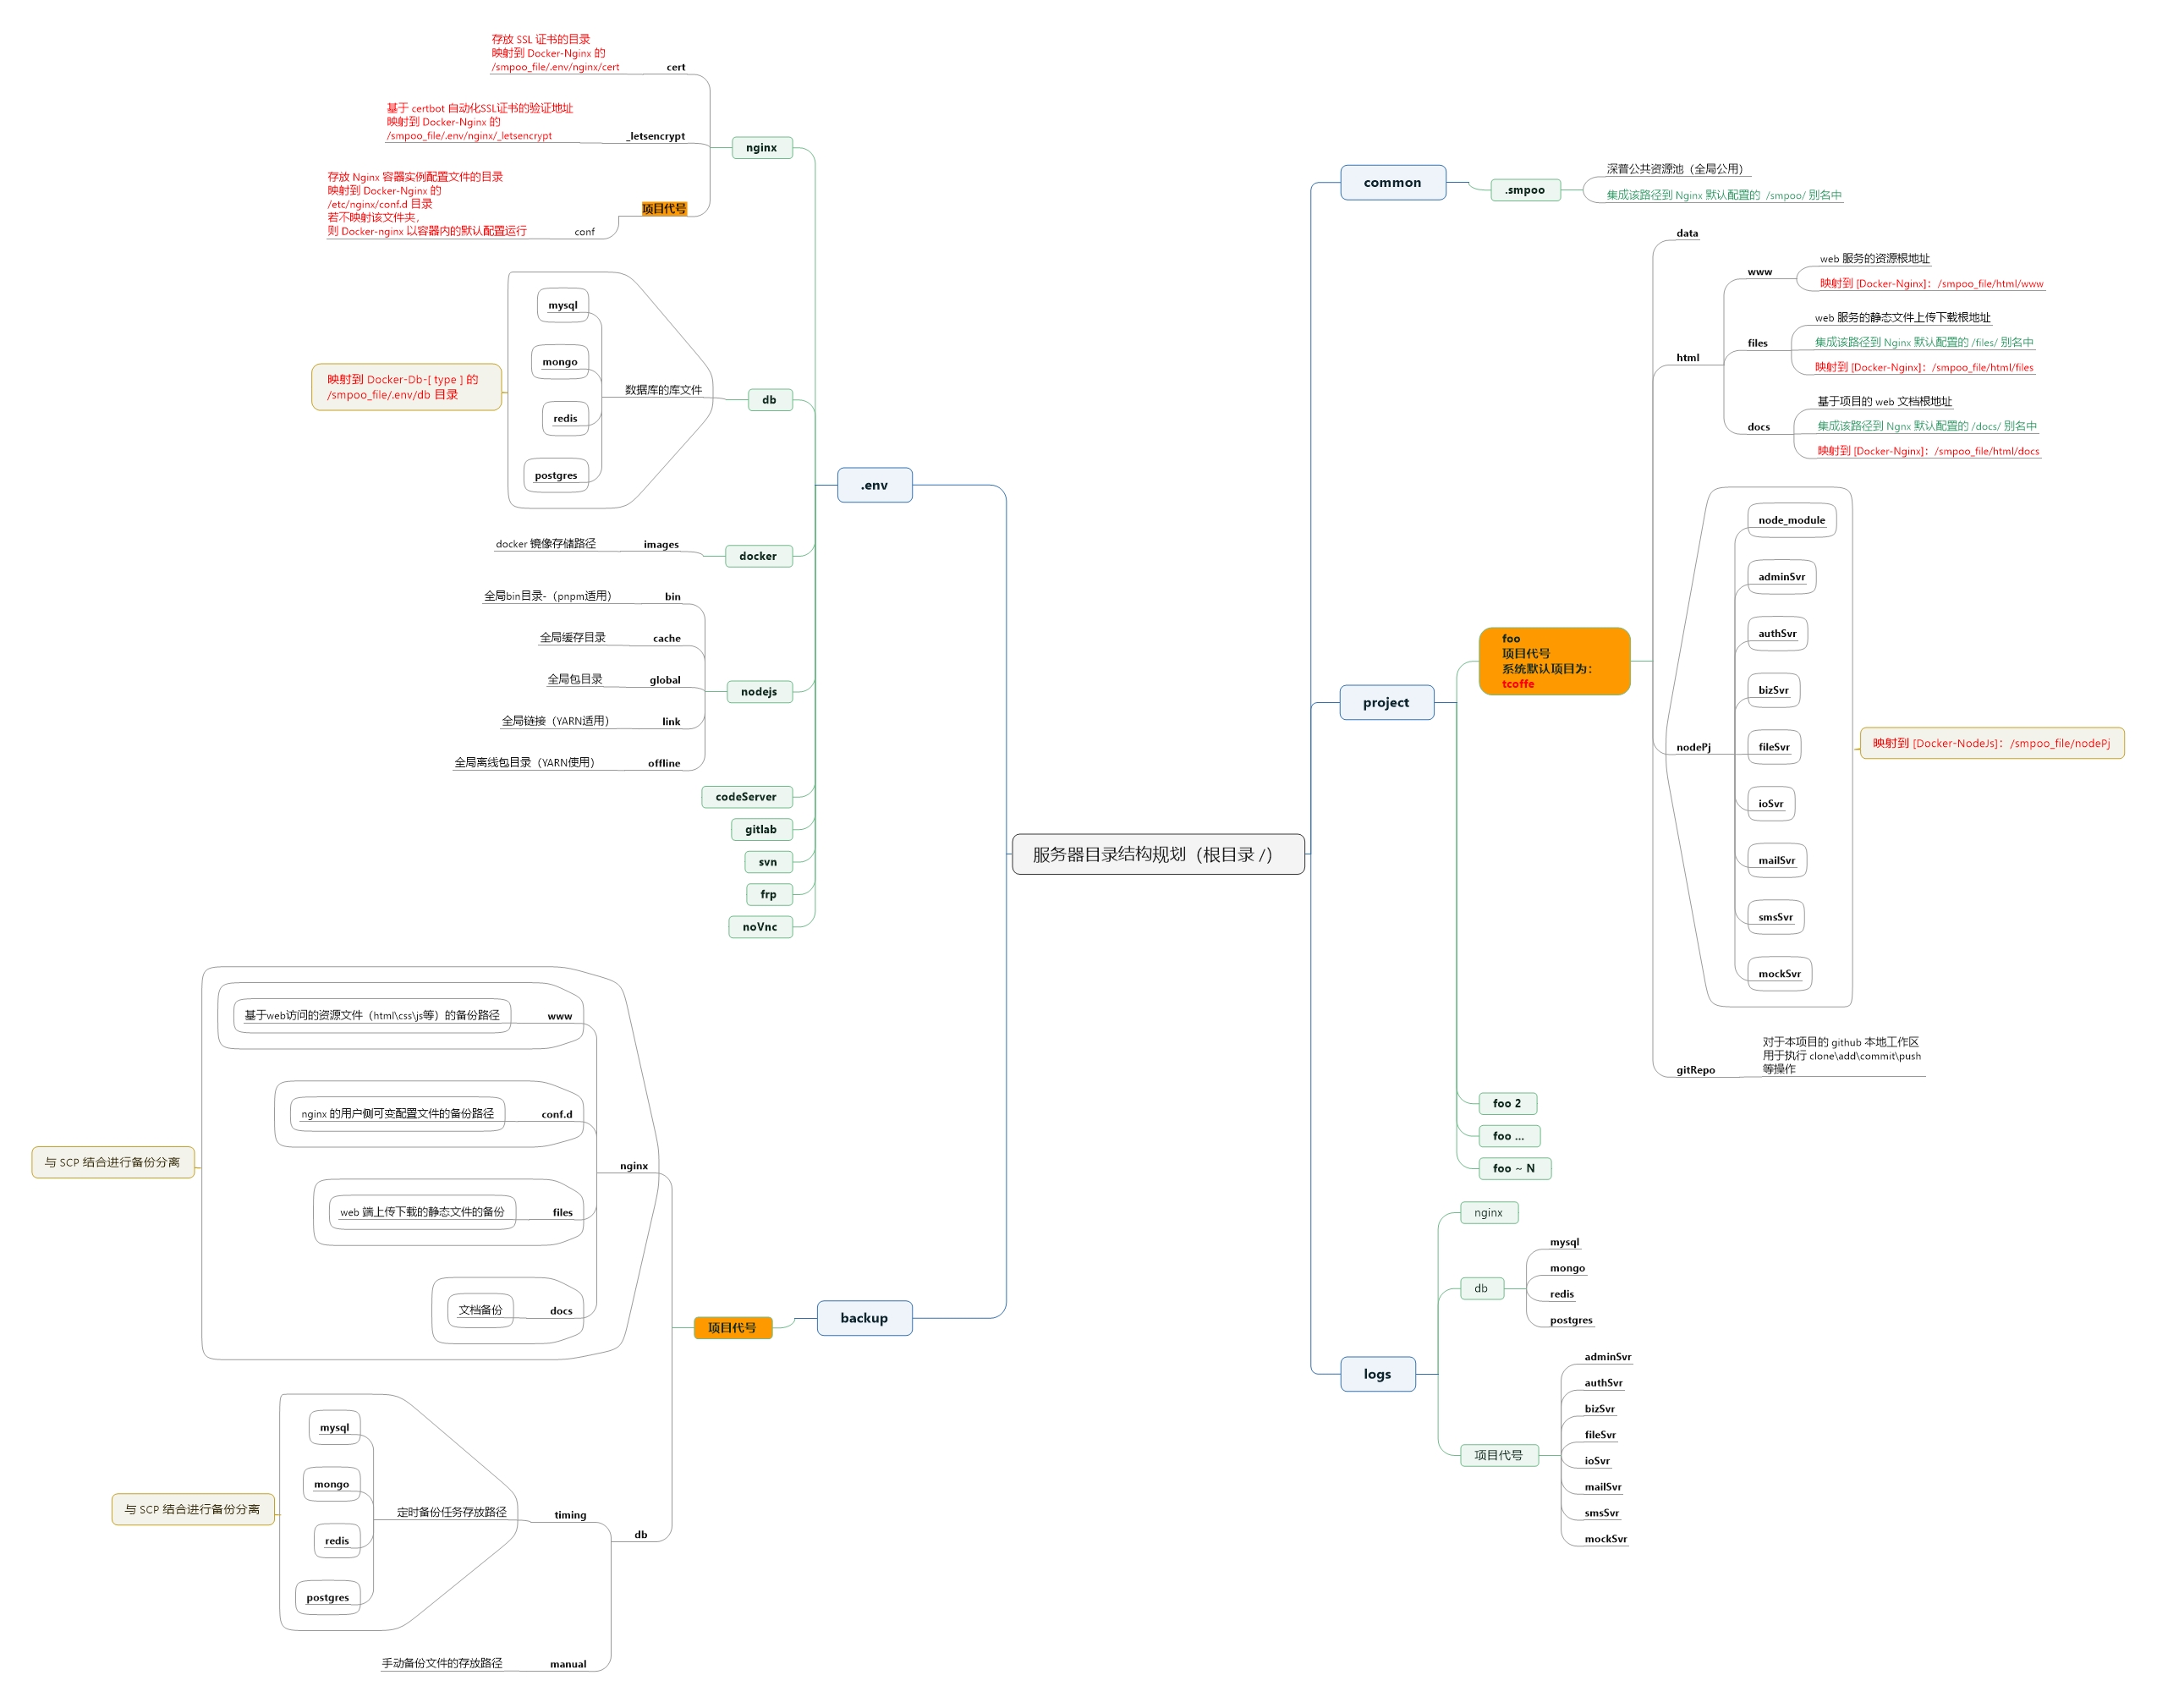 服务器目录结构规划（根目录 /）
common
.smpoo
深普公共资源池（全局公用）
集成该路径到 Nginx 默认配置的  /smpoo/ 别名中
project
foo
项目代号
系统默认项目为：
tcoffe
data
html
www
web 服务的资源根地址
映射到 [Docker-Nginx]：/smpoo_file/html/www
files
web 服务的静态文件上传下载根地址
集成该路径到 Nginx 默认配置的 /files/ 别名中
映射到 [Docker-Nginx]：/smpoo_file/html/files
docs
基于项目的 web 文档根地址
集成该路径到 Ngnx 默认配置的 /docs/ 别名中
映射到 [Docker-Nginx]：/smpoo_file/html/docs
nodePj
node_module
adminSvr
authSvr
bizSvr
fileSvr
ioSvr
mailSvr
smsSvr
mockSvr
映射到 [Docker-NodeJs]：/smpoo_file/nodePj
gitRepo
对于本项目的 github 本地工作区
用于执行 clone\add\commit\push
等操作
foo 2
foo ...
foo ~ N
logs
nginx
db
mysql
mongo
redis
postgres
项目代号
adminSvr
authSvr
bizSvr
fileSvr
ioSvr
mailSvr
smsSvr
mockSvr
.env
nginx
cert
存放 SSL 证书的目录
映射到 Docker-Nginx 的
/smpoo_file/.env/nginx/cert
_letsencrypt
基于 certbot 自动化SSL证书的验证地址
映射到 Docker-Nginx 的
/smpoo_file/.env/nginx/_letsencrypt
项目代号
conf
存放 Nginx 容器实例配置文件的目录
映射到 Docker-Nginx 的
/etc/nginx/conf.d 目录
若不映射该文件夹，
则 Docker-nginx 以容器内的默认配置运行
db
数据库的库文件
mysql
mongo
redis
postgres
映射到 Docker-Db-[ type ] 的
/smpoo_file/.env/db 目录
docker
images
docker 镜像存储路径
nodejs
bin
全局bin目录-（pnpm适用）
cache
全局缓存目录
global
全局包目录
link
全局链接（YARN适用）
offline
全局离线包目录（YARN使用）
codeServer
gitlab
svn
frp
noVnc
backup
项目代号
nginx
www
基于web访问的资源文件（html\css\js等）的备份路径
conf.d
nginx 的用户侧可变配置文件的备份路径
files
web 端上传下载的静态文件的备份
docs
文档备份
与 SCP 结合进行备份分离
db
timing
定时备份任务存放路径
mysql
mongo
redis
postgres
与 SCP 结合进行备份分离
manual
手动备份文件的存放路径